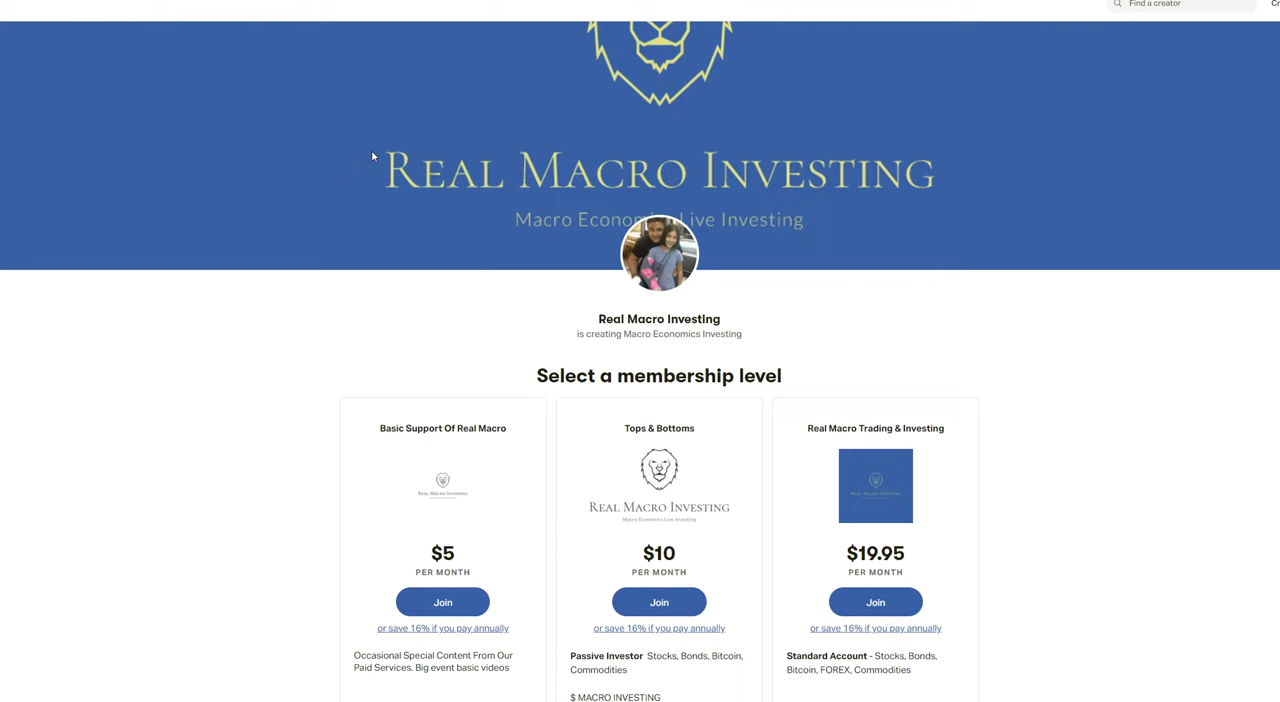 Find a creator
Cr
REAL MACRO INVESTING
Macro Econom Live Investing
Real Macro Investing
is creating Macro Economics Investing
Select a membership level
Basic Support Of Real Macro
REAL MACRO INVESTING
$5
PER MONTH
Join
or save 16% if you pay annually
Occasional Special Content From Our
Paid Services. Big event basic videos
Tops & Bottoms
REAL MACRO INVESTING
Macro Economics Live Investing
$10
PER MONTH
Join
or save 16% if you pay annually
Passive Investor Stocks, Bonds, Bitcoin,
Commodities
$ MACRO INVESTING
Real Macro Trading & Investing
REAL MACRO INVESTING
$19.95
PER MONTH
Join
or save 16% if you pay annually
Standard Account - Stocks, Bonds,
Bitcoin, FOREX, Commodities